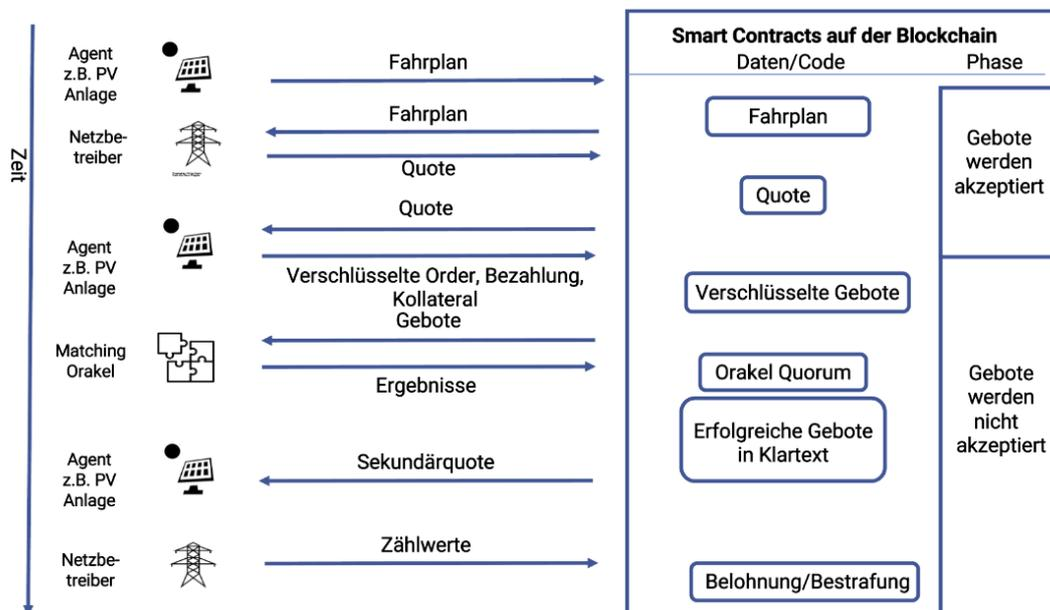 Smart Contracts auf der Blockchain
Daten/Code
Phase
Zeit
Agent
z.B. PV
Anlage
Fahrplan
Fahrplan
Netzbe-
treiber
Fahrplan
Quote
Quote
Gebote
werden
akzeptiert
Agent
z.B. PV
Anlage
Quote
Verschlüsselte Order, Bezahlung,
Kollateral
Verschlüsselte Gebote
Matching
Orakel
Gebote
Ergebnisse
Orakel Quorum
Erfolgreiche Gebote
in Klartext
Gebote
werden
nicht
akzeptiert
Agent
z.B. PV
Anlage
Sekundärquote
Netzbe-
treiber
Zählwerte
Belohnung/Bestrafung